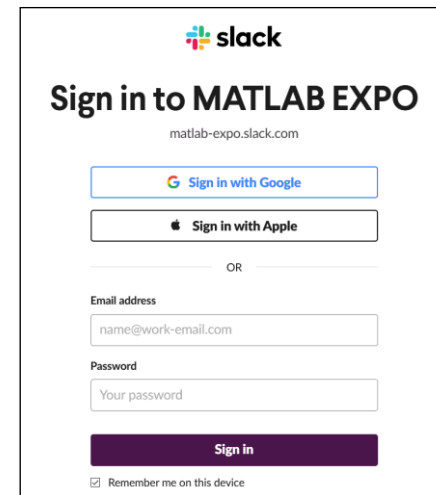 slack
Sign in to MATLAB EXPO
matlab-expo.slack.com
Sign in with Google
Sign in with Apple
OR
Email address
name@work-email.com
Password
Your password
Sign in
Remember me on this device